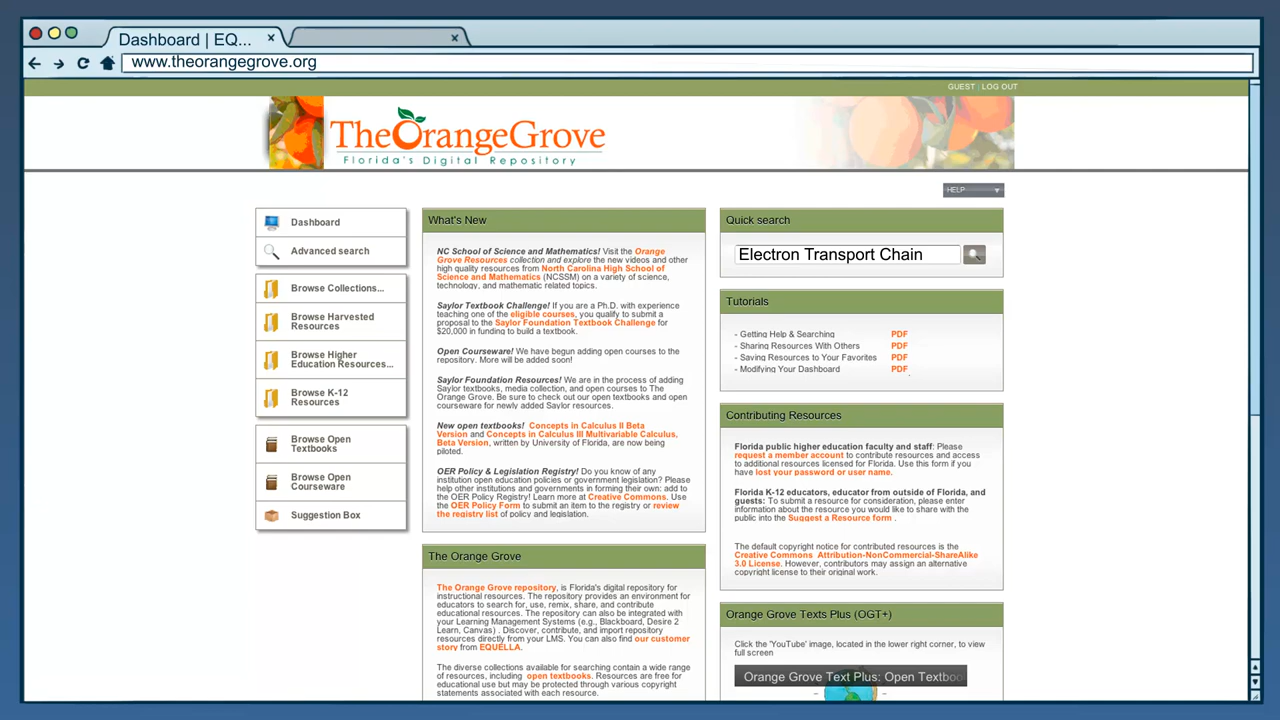 Dashboard | EQ...
www.theorangegrove.org
GUEST | LOG OUT
TheOrangeGrove
Florida's Digital Repository
HELP
Dashboard
Advanced search
Browse Collections...
Browse Harvested
Resources
Browse Higher
Education Resources...
Browse K-12
Resources
Browse Open
Textbooks
Browse Open
Courseware
Suggestion Box
What's New
NC School of Science and Mathematics! Visit the Orange
Grove Resources collection and explore the new videos and other
high quality resources from North Carolina High School of
Science and Mathematics (NCSSM) on a variety of science,
technology, and mathematic related topics.
Saylor Textbook Challenge! If you are a Ph.D. with experience
teaching one of the eligible courses, you qualify to submit a
proposal to the Saylor Foundation Textbook Challenge for
$20,000 in funding to build a textbook.
Open Courseware! We have begun adding open courses to the
repository. More will be added soon!
Saylor Foundation Resources! We are in the process of adding
Saylor textbooks, media collection, and open courses to The
Orange Grove. Be sure to check out our open textbooks and open
courseware for newly added Saylor resources.
New open textbooks! Concepts in Calculus II Beta
Version and Concepts in Calculus III Multivariable Calculus,
Beta Version, written by University of Florida, are now being
piloted.
OER Policy & Legislation Registry! Do you know of any
institution open education policies or government legislation? Please
help other institutions and governments in forming their own: add to
the OER Policy Registry! Learn more at Creative Commons. Use
the OER Policy Form to submit an item to the registry or review
the registry list of policy and legislation.
The Orange Grove
The Orange Grove repository, is Florida's digital repository for
instructional resources. The repository provides an environment for
educators to search for, use, remix, share, and contribute
educational resources. The repository can also be integrated with
your Learning Management Systems (e.g., Blackboard, Desire 2
Learn, Canvas) . Discover, contribute, and import repository
resources directly from your LMS. You can also find our customer
story from EQUELLA.
The diverse collections available for searching contain a wide range
of resources, including open textbooks. Resources are free for
educational use but may be protected through various copyright
statements associated with each resource.
Quick search
Electron Transport Chain
Tutorials
- Getting Help & Searching PDF
- Sharing Resources With Others PDF
- Saving Resources to Your Favorites PDF
- Modifying Your Dashboard PDF
Contributing Resources
Florida public higher education faculty and staff: Please
request a member account to contribute resources and access
to additional resources licensed for Florida. Use this form if you
have lost your password or user name.
Florida K-12 educators, educator from outside of Florida, and
guests: To submit a resource for consideration, please enter
information about the resource you would like to share with the
public into the Suggest a Resource form .
The default copyright notice for contributed resources is the
Creative Commons Attribution-NonCommercial-ShareAlike
3.0 License. However, contributors may assign an alternative
copyright license to their original work.
Orange Grove Texts Plus (OGT+)
Click the 'YouTube' image, located in the lower right corner, to view
full screen
Orange Grove Text Plus: Open Textboo